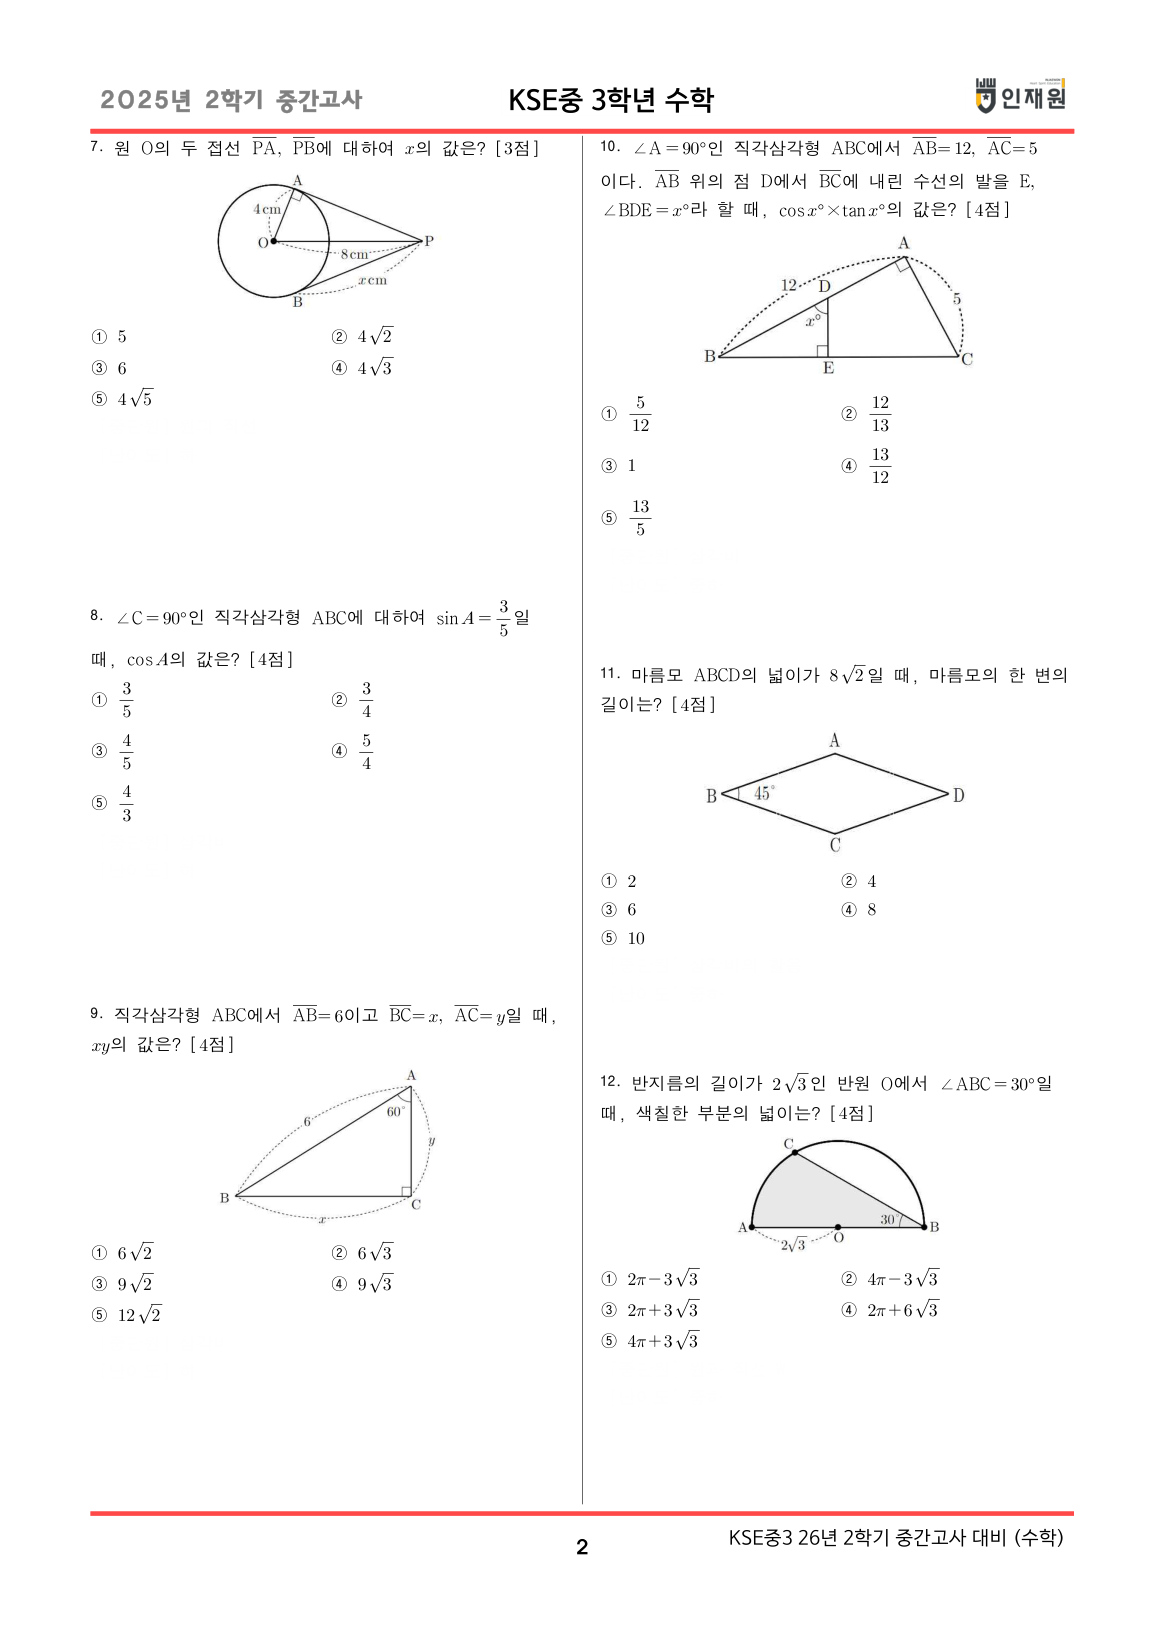 2025년 2학기 중간고사
KSE중 3학년 수학
인재원
7. 원 O의 두 접선 PA, PB에 대하여 x의 값은? [3점]
A
4cm
O
P
8cm
xcm
B
① 5
② 4√2
③ 6
④ 4√3
⑤ 4√5
8. ∠C=90°인 직각삼각형 ABC에 대하여 sin A = 3/5일
때, cos A의 값은? [4점]
① 3/5
② 3/4
③ 4/5
④ 5/4
⑤ 4/3
9. 직각삼각형 ABC에서 AB=6이고 BC=x, AC=y일 때,
xy의 값은? [4점]
A
60°
6
y
B
C
x
① 6√2
② 6√3
③ 9√2
④ 9√3
⑤ 12√2
10. ∠A=90°인 직각삼각형 ABC에서 AB=12, AC=5
이다. AB 위의 점 D에서 BC에 내린 수선의 발을 E,
∠BDE=x°라 할 때, cos x°×tan x°의 값은? [4점]
A
12
D
5
x°
B
E
C
① 5/12
② 12/13
③ 1
④ 13/12
⑤ 13/5
11. 마름모 ABCD의 넓이가 8√2일 때, 마름모의 한 변의
길이는? [4점]
A
B
45°
D
C
① 2
② 4
③ 6
④ 8
⑤ 10
12. 반지름의 길이가 2√3인 반원 O에서 ∠ABC=30°일
때, 색칠한 부분의 넓이는? [4점]
C
30°
A
B
O
2√3
① 2π-3√3
② 4π-3√3
③ 2π+3√3
④ 2π+6√3
⑤ 4π+3√3
2
KSE중3 26년 2학기 중간고사 대비 (수학)